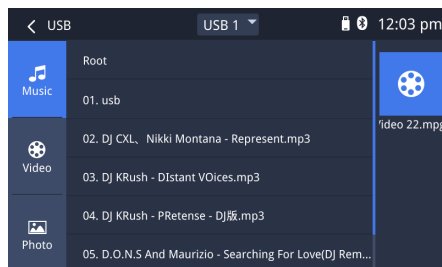 USB
USB 1
12:03 pm
Music
Video
Photo
Root
01. usb
02. DJ CXL、Nikki Montana - Represent.mp3
03. DJ KRush - DIstant VOices.mp3
04. DJ KRush - PRetense - DJ版.mp3
05. D.O.N.S And Maurizio - Searching For Love(DJ Rem...
ideo 22.mpg